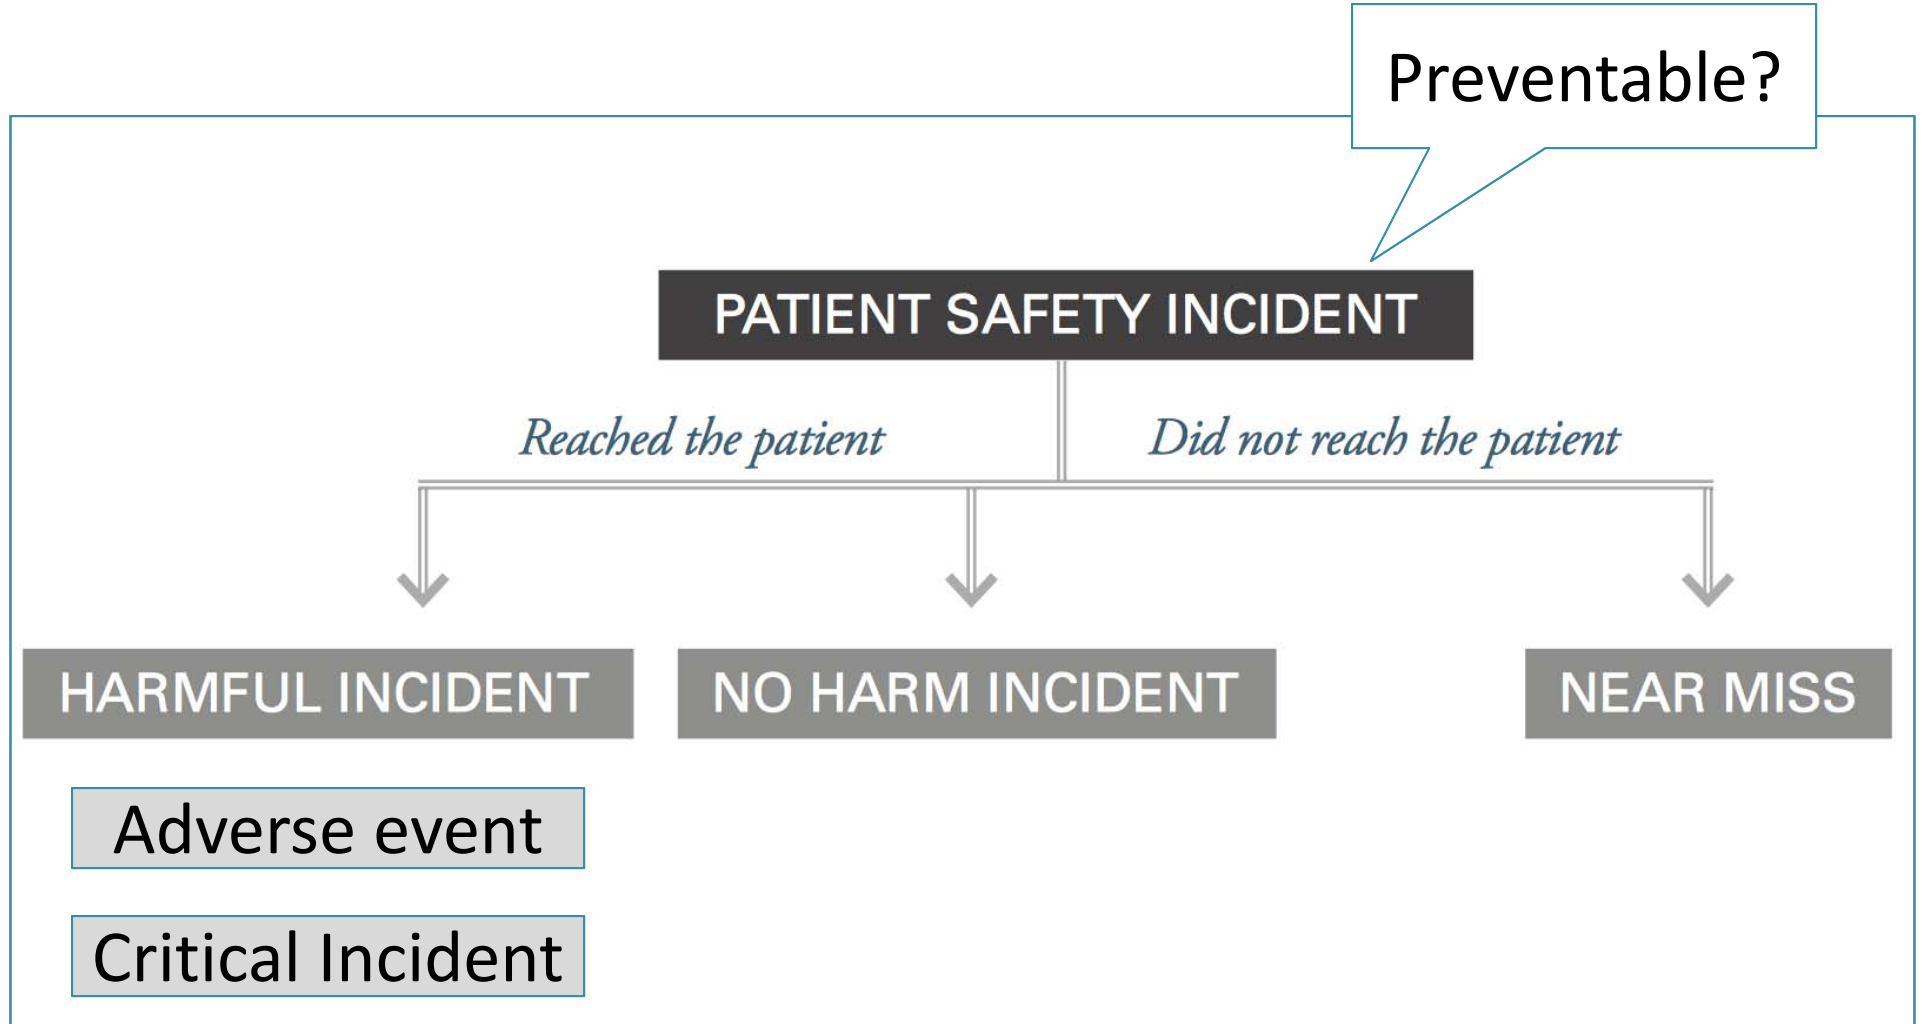 Preventable?
PATIENT SAFETY INCIDENT
Reached the patient
Did not reach the patient
HARMFUL INCIDENT
NO HARM INCIDENT
NEAR MISS
Adverse event
Critical Incident